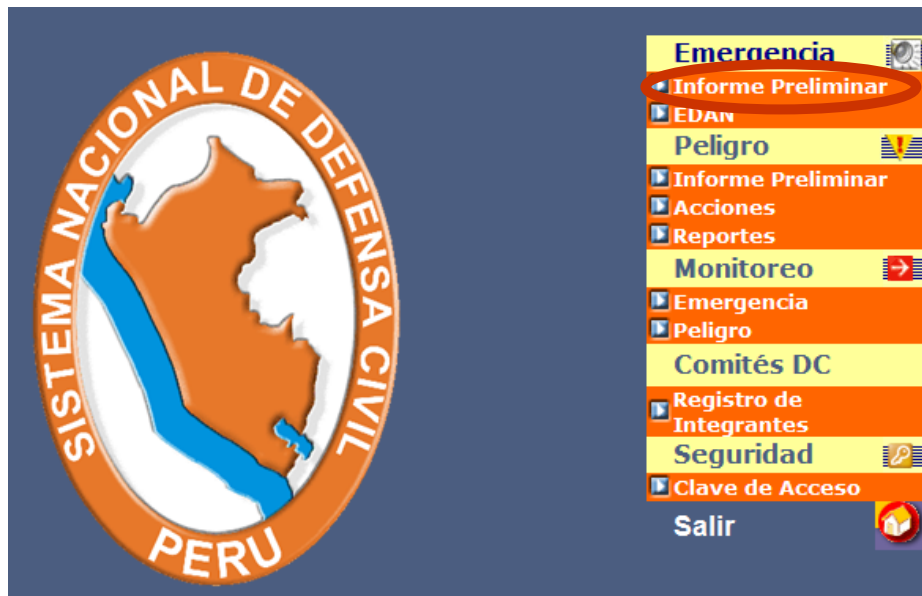 SISTEMA NACIONAL DE DEFENSA CIVIL
PERU
Emergencia
Informe Preliminar
EDAN
Peligro
Informe Preliminar
Acciones
Reportes
Monitoreo
Emergencia
Peligro
Comités DC
Registro de
Integrantes
Seguridad
Clave de Acceso
Salir